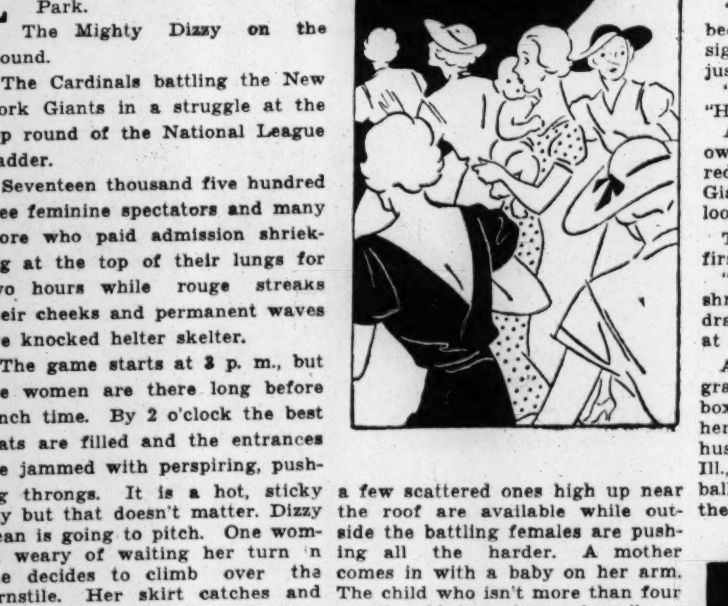 Park.
The Mighty Dizzy on the
ound.
The Cardinals battling the New
ork Giants in a struggle at the
p round of the National League
adder.
Seventeen thousand five hundred
ee feminine spectators and many
ore who paid admission shriek-
g at the top of their lungs for
o hours while rouge streaks
eir cheeks and permanent waves
e knocked helter skelter.
The game starts at 3 p. m., but
e women are there long before
nch time. By 2 o'clock the best
ats are filled and the entrances
e jammed with perspiring, push-
g throngs. It is a hot, sticky
y but that doesn't matter. Dizzy
ean is going to pitch. One wom-
weary of waiting her turn 'n
e decides to climb over the
rnstile. Her skirt catches and
a few scattered ones high up near
the roof are available while out-
side the battling females are push-
ing all the harder. A mother
comes in with a baby on her arm.
The child who isn't more than four
bec
sig
jus
"H
ow
red
Gia
loo
T
firs
"
shr
dra
at
A
gra
box
her
hus
Ill.,
ball
the